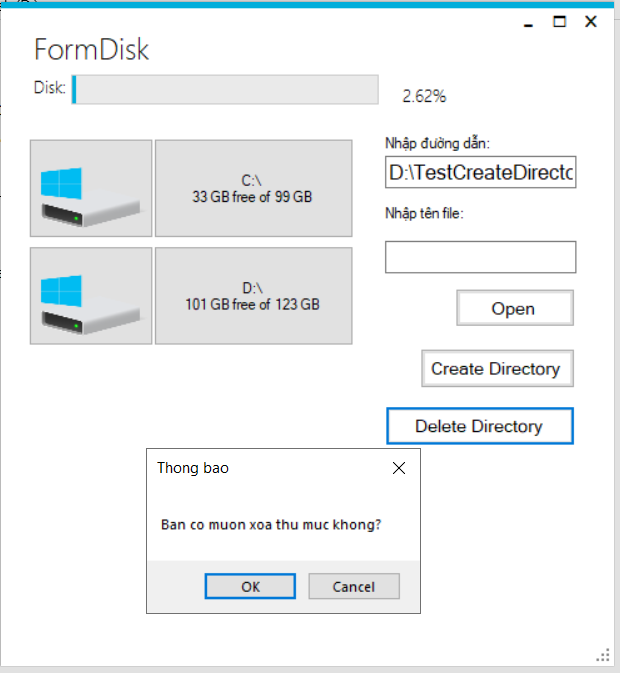 FormDisk
Disk:
2.62%
Nhập đường dẫn:
D:\TestCreateDirecto
Nhập tên file:
C:\
33 GB free of 99 GB
D:\
101 GB free of 123 GB
Open
Create Directory
Delete Directory
Thong bao
Ban co muon xoa thu muc khong?
OK
Cancel